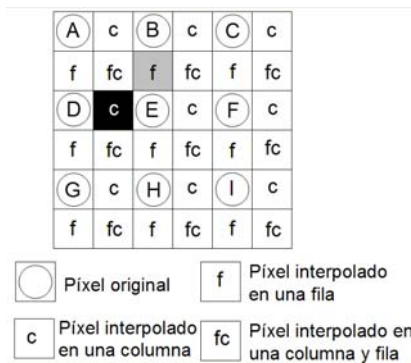 A c B c C c
f fc f fc f fc
D c E c F c
f fc f fc f fc
G c H c I c
f fc f fc f fc
Píxel original
f Píxel interpolado
en una fila
c Píxel interpolado
en una columna
fc Píxel interpolado en
una columna y fila